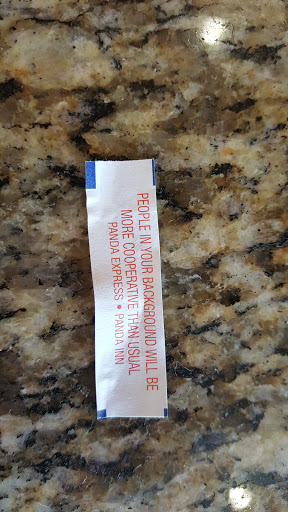 PEOPLE IN YOUR BACKGROUND WILL BE
MORE COOPERATIVE THAN USUAL
PANDA EXPRESS • PANDA INN